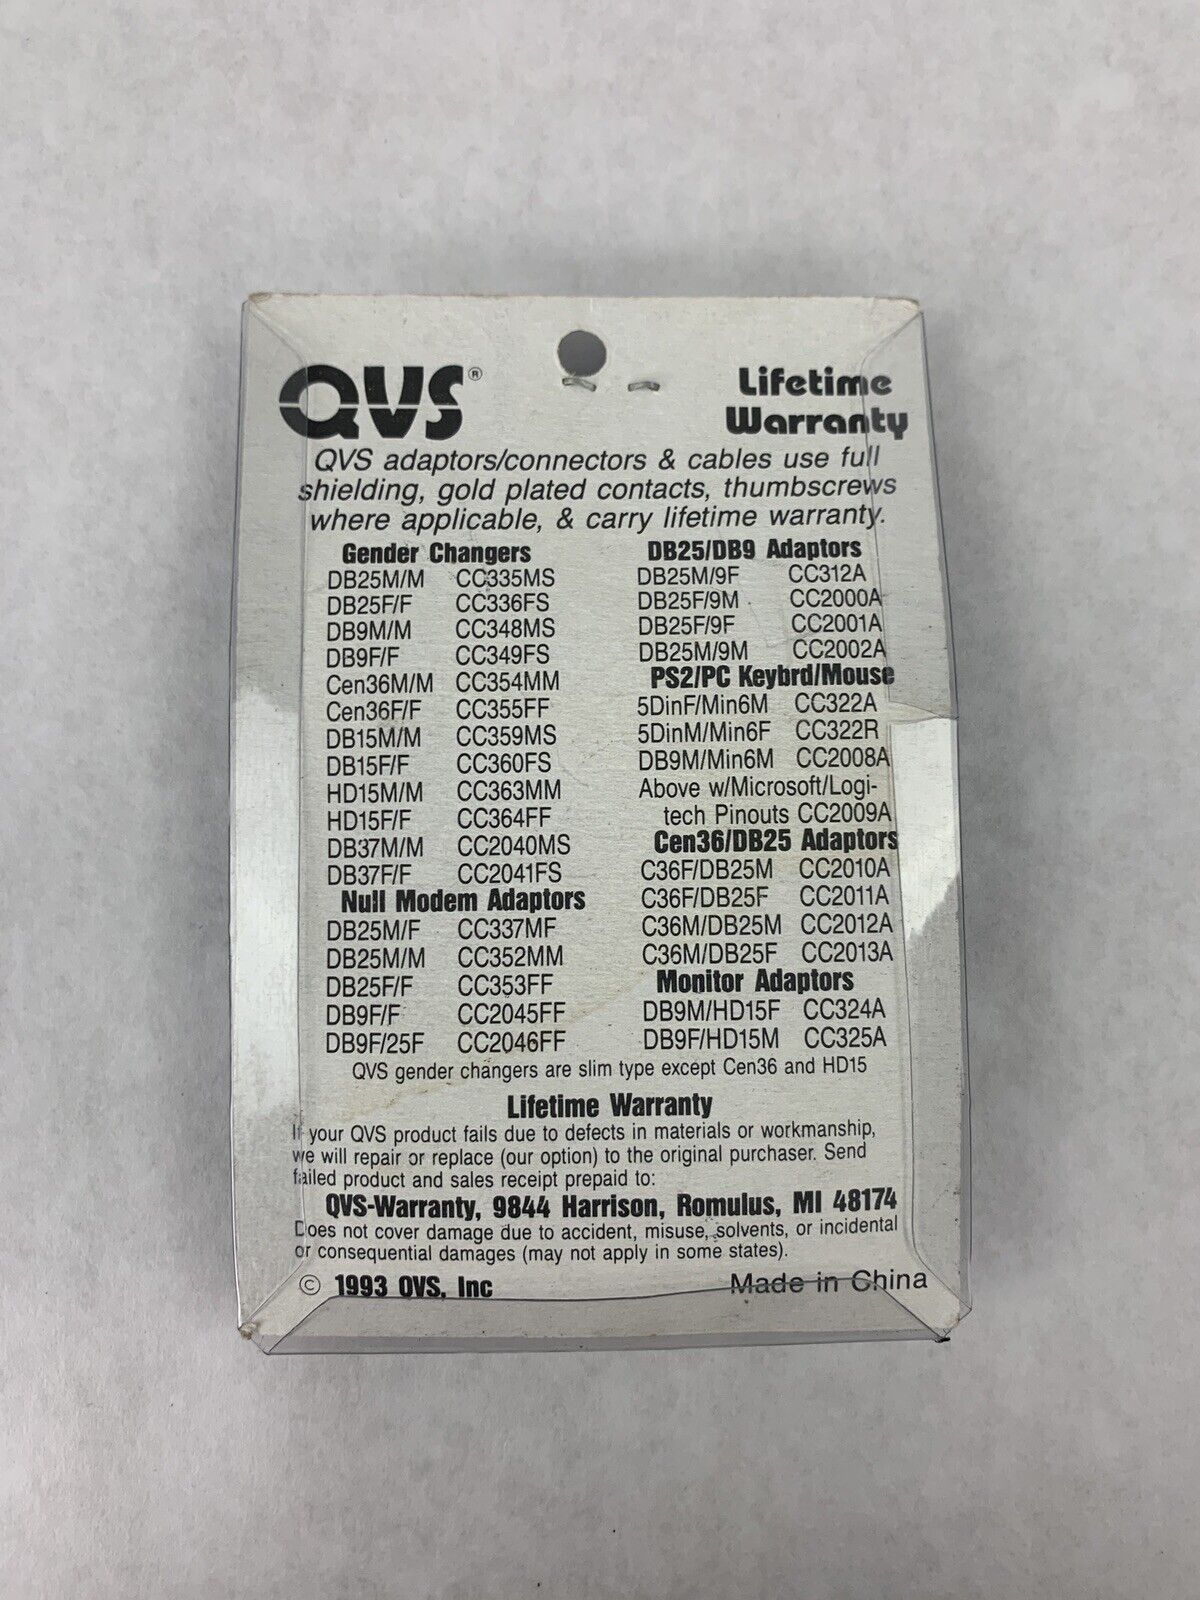 QVS®
Lifetime
Warranty
QVS adaptors/connectors & cables use full
shielding, gold plated contacts, thumbscrews
where applicable, & carry lifetime warranty.
Gender Changers
DB25M/M CC335MS
DB25F/F CC336FS
DB9M/M CC348MS
DB9F/F CC349FS
Cen36M/M CC354MM
Cen36F/F CC355FF
DB15M/M CC359MS
DB15F/F CC360FS
HD15M/M CC363MM
HD15F/F CC364FF
DB37M/M CC2040MS
DB37F/F CC2041FS
Null Modem Adaptors
DB25M/F CC337MF
DB25M/M CC352MM
DB25F/F CC353FF
DB9F/F CC2045FF
DB9F/25F CC2046FF
DB25/DB9 Adaptors
DB25M/9F CC312A
DB25F/9M CC2000A
DB25F/9F CC2001A
DB25M/9M CC2002A
PS2/PC Keybrd/Mouse
5DinF/Min6M CC322A
5DinM/Min6F CC322R
DB9M/Min6M CC2008A
Above w/Microsoft/Logi-
tech Pinouts CC2009A
Cen36/DB25 Adaptors
C36F/DB25M CC2010A
C36F/DB25F CC2011A
C36M/DB25M CC2012A
C36M/DB25F CC2013A
Monitor Adaptors
DB9M/HD15F CC324A
DB9F/HD15M CC325A
QVS gender changers are slim type except Cen36 and HD15
Lifetime Warranty
If your QVS product fails due to defects in materials or workmanship,
we will repair or replace (our option) to the original purchaser. Send
failed product and sales receipt prepaid to:
QVS-Warranty, 9844 Harrison, Romulus, MI 48174
Does not cover damage due to accident, misuse, solvents, or incidental
or consequential damages (may not apply in some states).
© 1993 QVS, Inc
Made in China